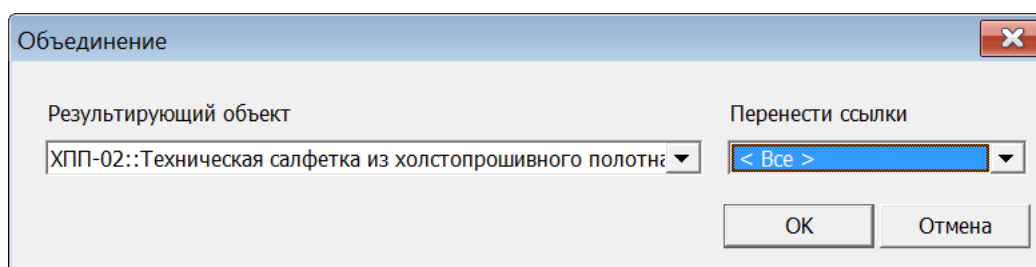 Объединение
Результирующий объект
Перенести ссылки
ХПП-02::Техническая салфетка из холстопрошивного полотна
< Все >
OK
Отмена